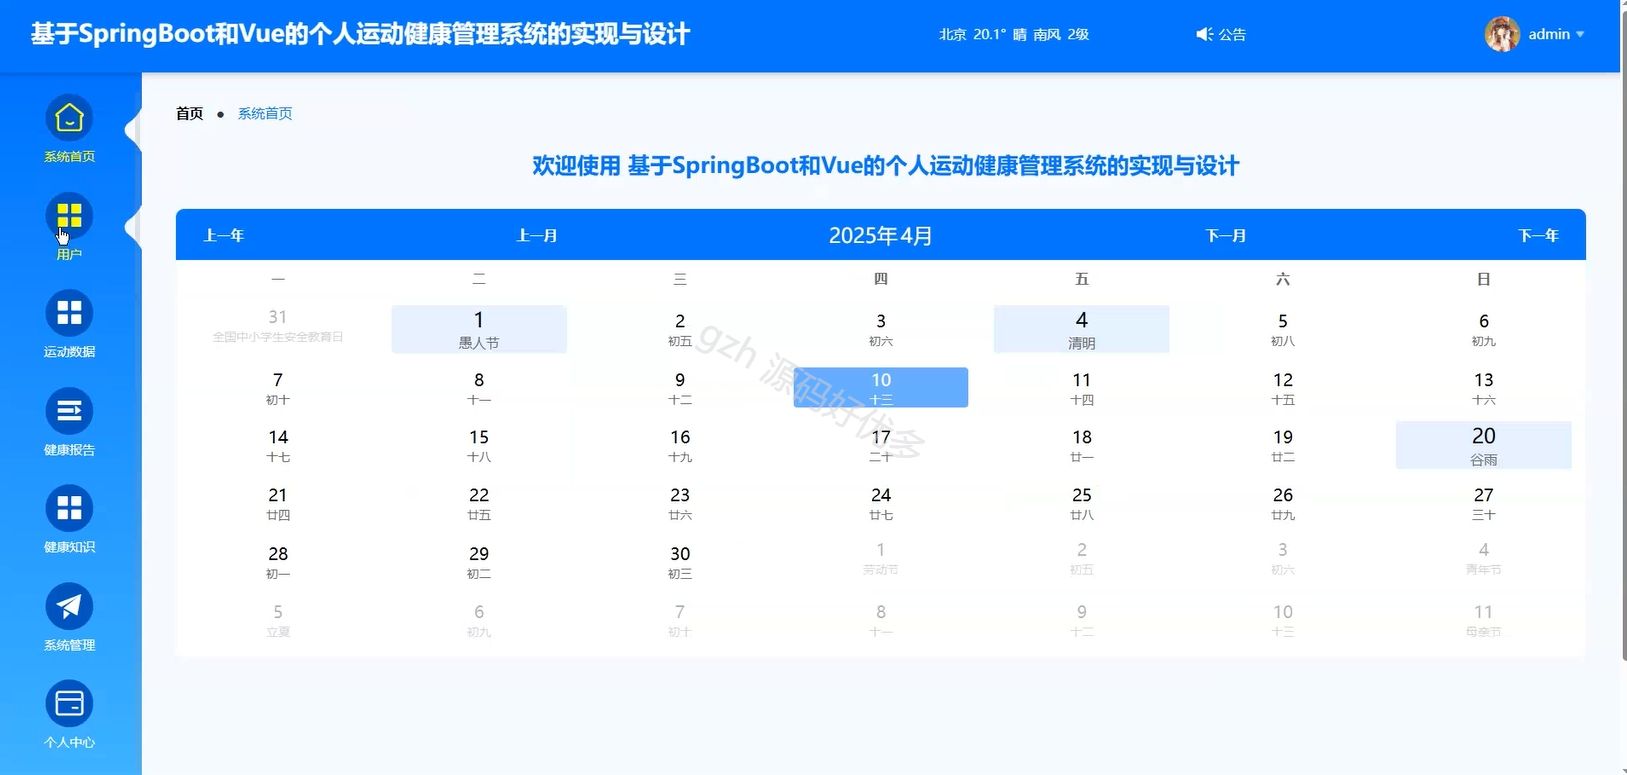 基于SpringBoot和Vue的个人运动健康管理系统的实现与设计
北京 20.1° 晴 南风 2级
公告
admin
系统首页
用户
运动数据
健康报告
健康知识
系统管理
个人中心
首页 ● 系统首页
欢迎使用 基于SpringBoot和Vue的个人运动健康管理系统的实现与设计
上一年 上一月 2025年4月 下一月 下一年
一 二 三 四 五 六 日
31 1 2 3 4 5 6
全国中小学生安全教育日 愚人节 初五 初六 清明 初八 初九
7 8 9 10 11 12 13
初十 十一 十二 十三 十四 十五 十六
14 15 16 17 18 19 20
十七 十八 十九 二十 廿一 廿二 谷雨
21 22 23 24 25 26 27
廿四 廿五 廿六 廿七 廿八 廿九 三十
28 29 30 1 2 3 4
初一 初二 初三 劳动节 初五 初六 青年节
5 6 7 8 9 10 11
立夏 初九 初十 十一 十二 十三 母亲节
gzh 源码好优多